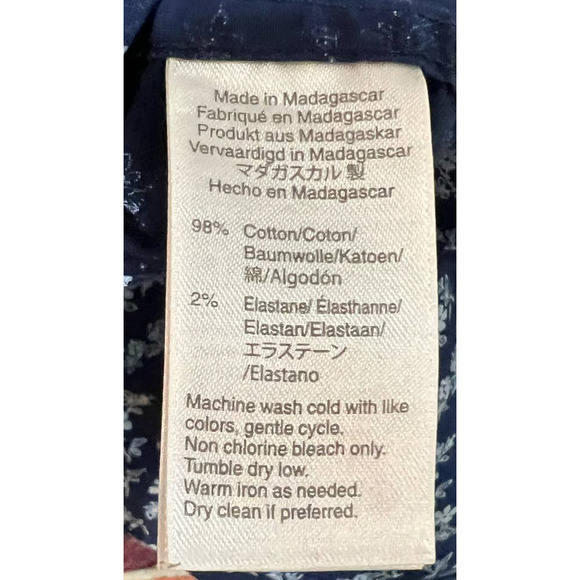 Made in Madagascar
Fabriqué en Madagascar
Produkt aus Madagaskar
Vervaardigd in Madagascar
マダガスカル 製
Hecho en Madagascar
98% Cotton/Coton/
Baumwolle/Katoen/
綿/Algodón
2% Elastane/ Élasthanne/
Elastan/Elastaan/
エラステーン
/Elastano
Machine wash cold with like
colors, gentle cycle.
Non chlorine bleach only.
Tumble dry low.
Warm iron as needed.
Dry clean if preferred.